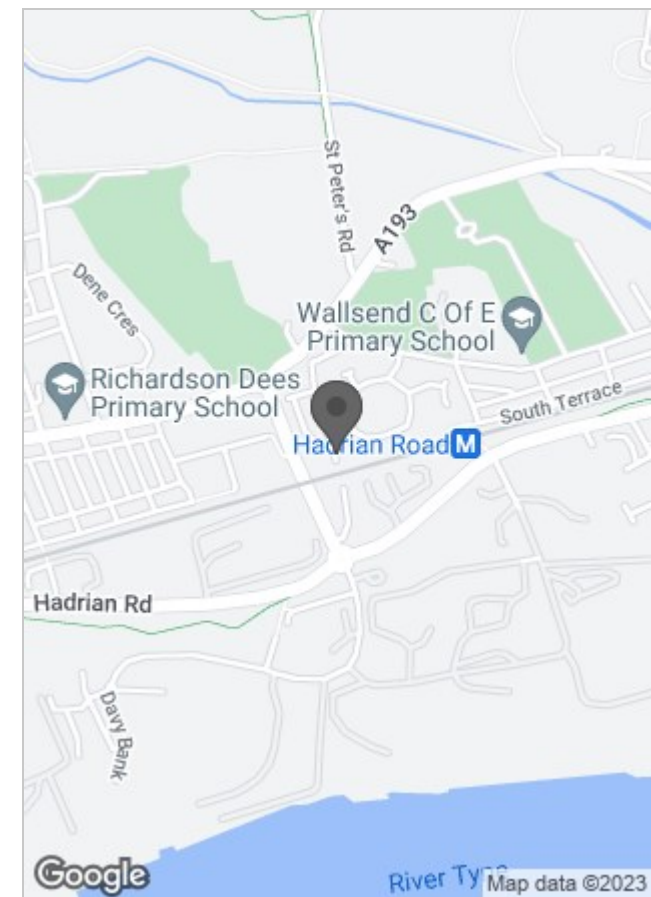 St Peter's Rd
A193
Dene Cres
Wallsend C Of E
Primary School
Richardson Dees
Primary School
South Terrace
Hadrian Road M
Hadrian Rd
Davy Bank
River Tyne
Google
Map data ©2023